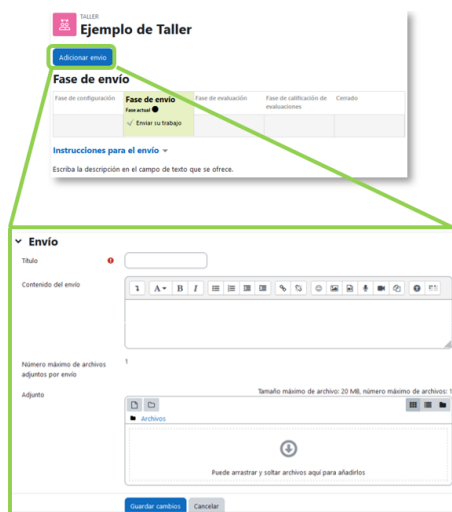 TALLER
Ejemplo de Taller
Adicionar envío
Fase de envío
Fase de configuración
Fase de envío
Fase actual
Fase de evaluación
Fase de calificación de evaluaciones
Cerrado
Enviar su trabajo
Instrucciones para el envío
Escriba la descripción en el campo de texto que se ofrece.
Envío
Título
Contenido del envío
A
B
I
Número máximo de archivos
adjuntos por envío
1
Adjunto
Tamaño máximo de archivo: 20 MB, número máximo de archivos: 1
Archivos
Puede arrastrar y soltar archivos aquí para añadirlos
Guardar cambios
Cancelar